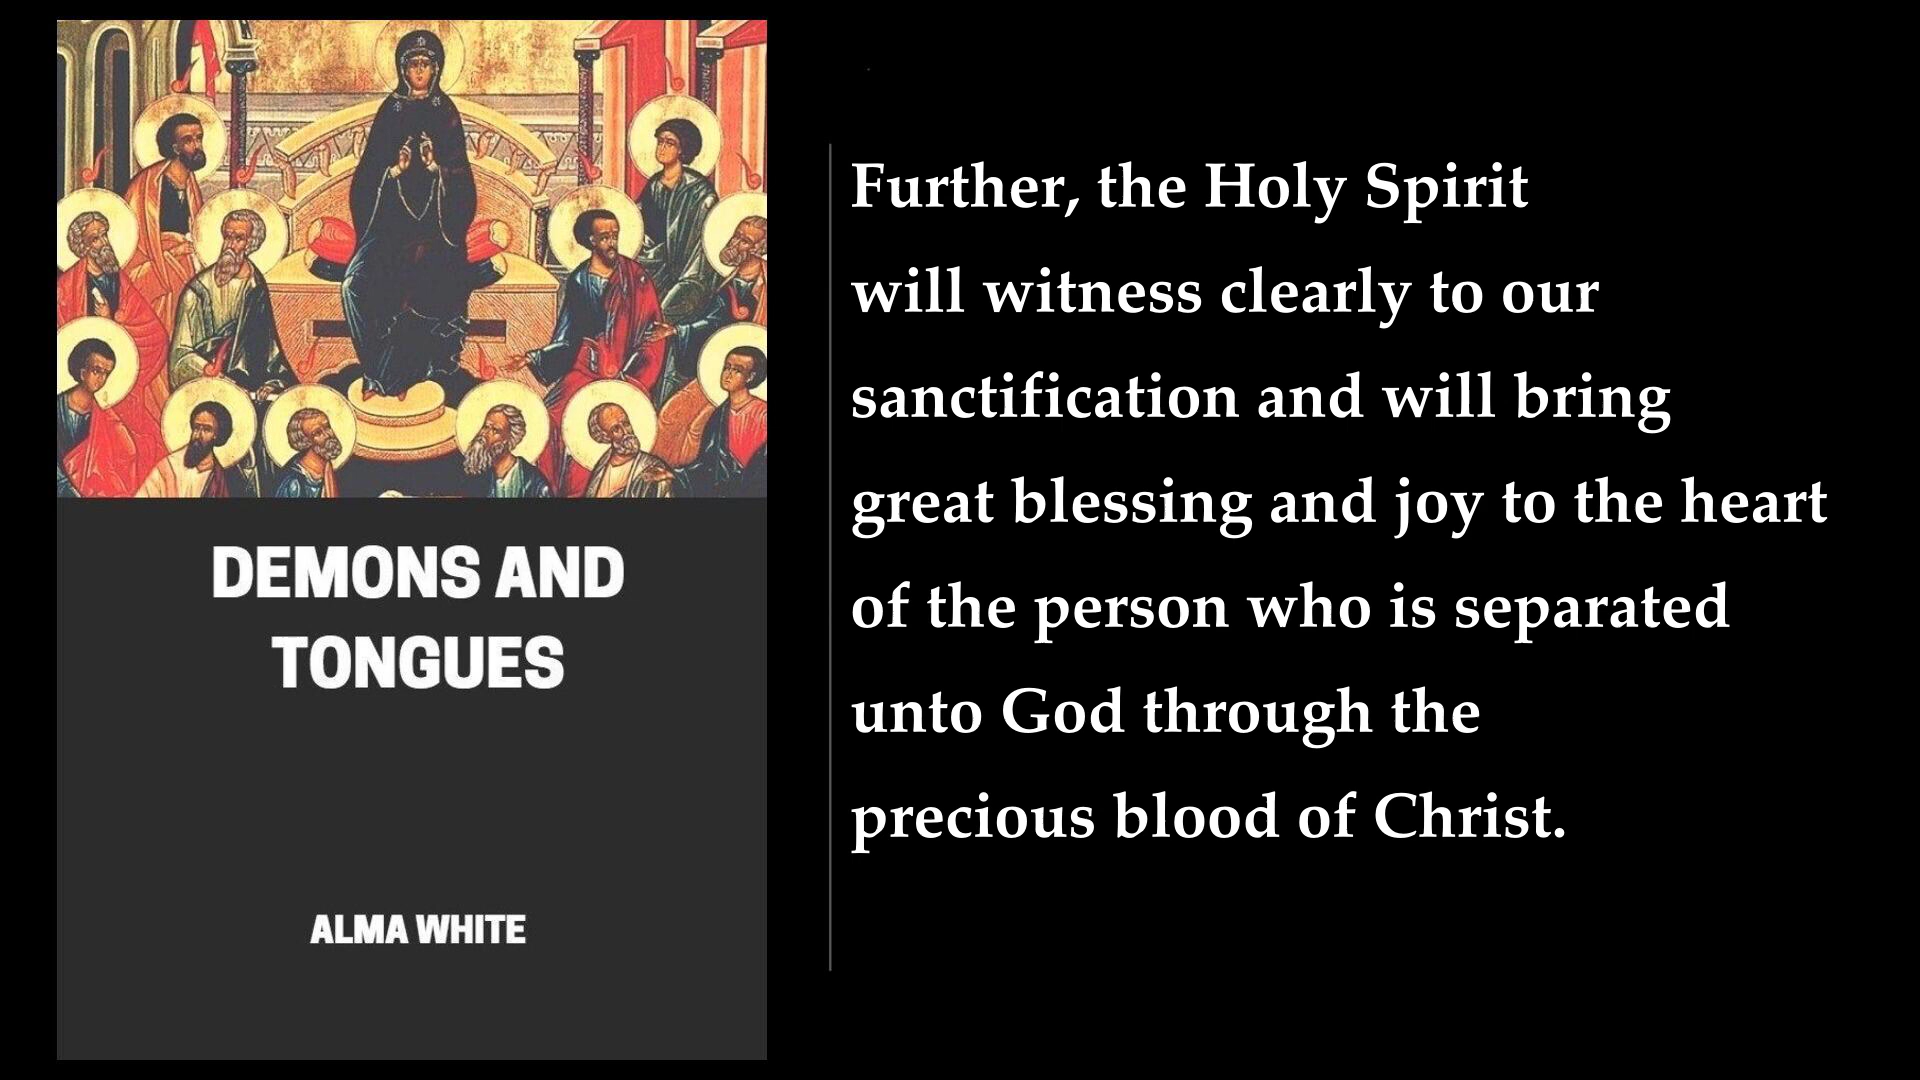 DEMONS AND
TONGUES
ALMA WHITE
Further, the Holy Spirit
will witness clearly to our
sanctification and will bring
great blessing and joy to the heart
of the person who is separated
unto God through the
precious blood of Christ.